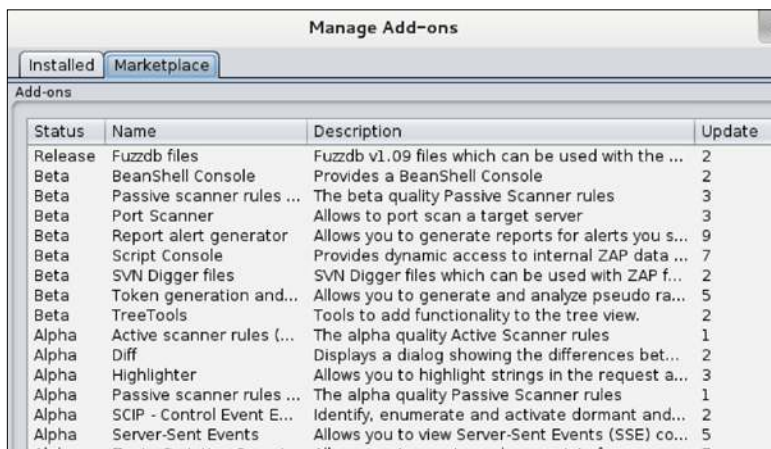 Manage Add-ons
Installed Marketplace
Add-ons
Status Name Description Update
Release Fuzzdb files Fuzzdb v1.09 files which can be used with the ... 2
Beta BeanShell Console Provides a BeanShell Console 2
Beta Passive scanner rules ... The beta quality Passive Scanner rules 3
Beta Port Scanner Allows to port scan a target server 3
Beta Report alert generator Allows you to generate reports for alerts you s... 9
Beta Script Console Provides dynamic access to internal ZAP data ... 7
Beta SVN Digger files SVN Digger files which can be used with ZAP f... 2
Beta Token generation and... Allows you to generate and analyze pseudo ra... 5
Beta TreeTools Tools to add functionality to the tree view. 2
Alpha Active scanner rules (... The alpha quality Active Scanner rules 1
Alpha Diff Displays a dialog showing the differences bet... 2
Alpha Highlighter Allows you to highlight strings in the request a... 3
Alpha Passive scanner rules ... The alpha quality Passive Scanner rules 1
Alpha SCIP - Control Event E... Identify, enumerate and activate dormant and... 2
Alpha Server-Sent Events Allows you to view Server-Sent Events (SSE) co... 5